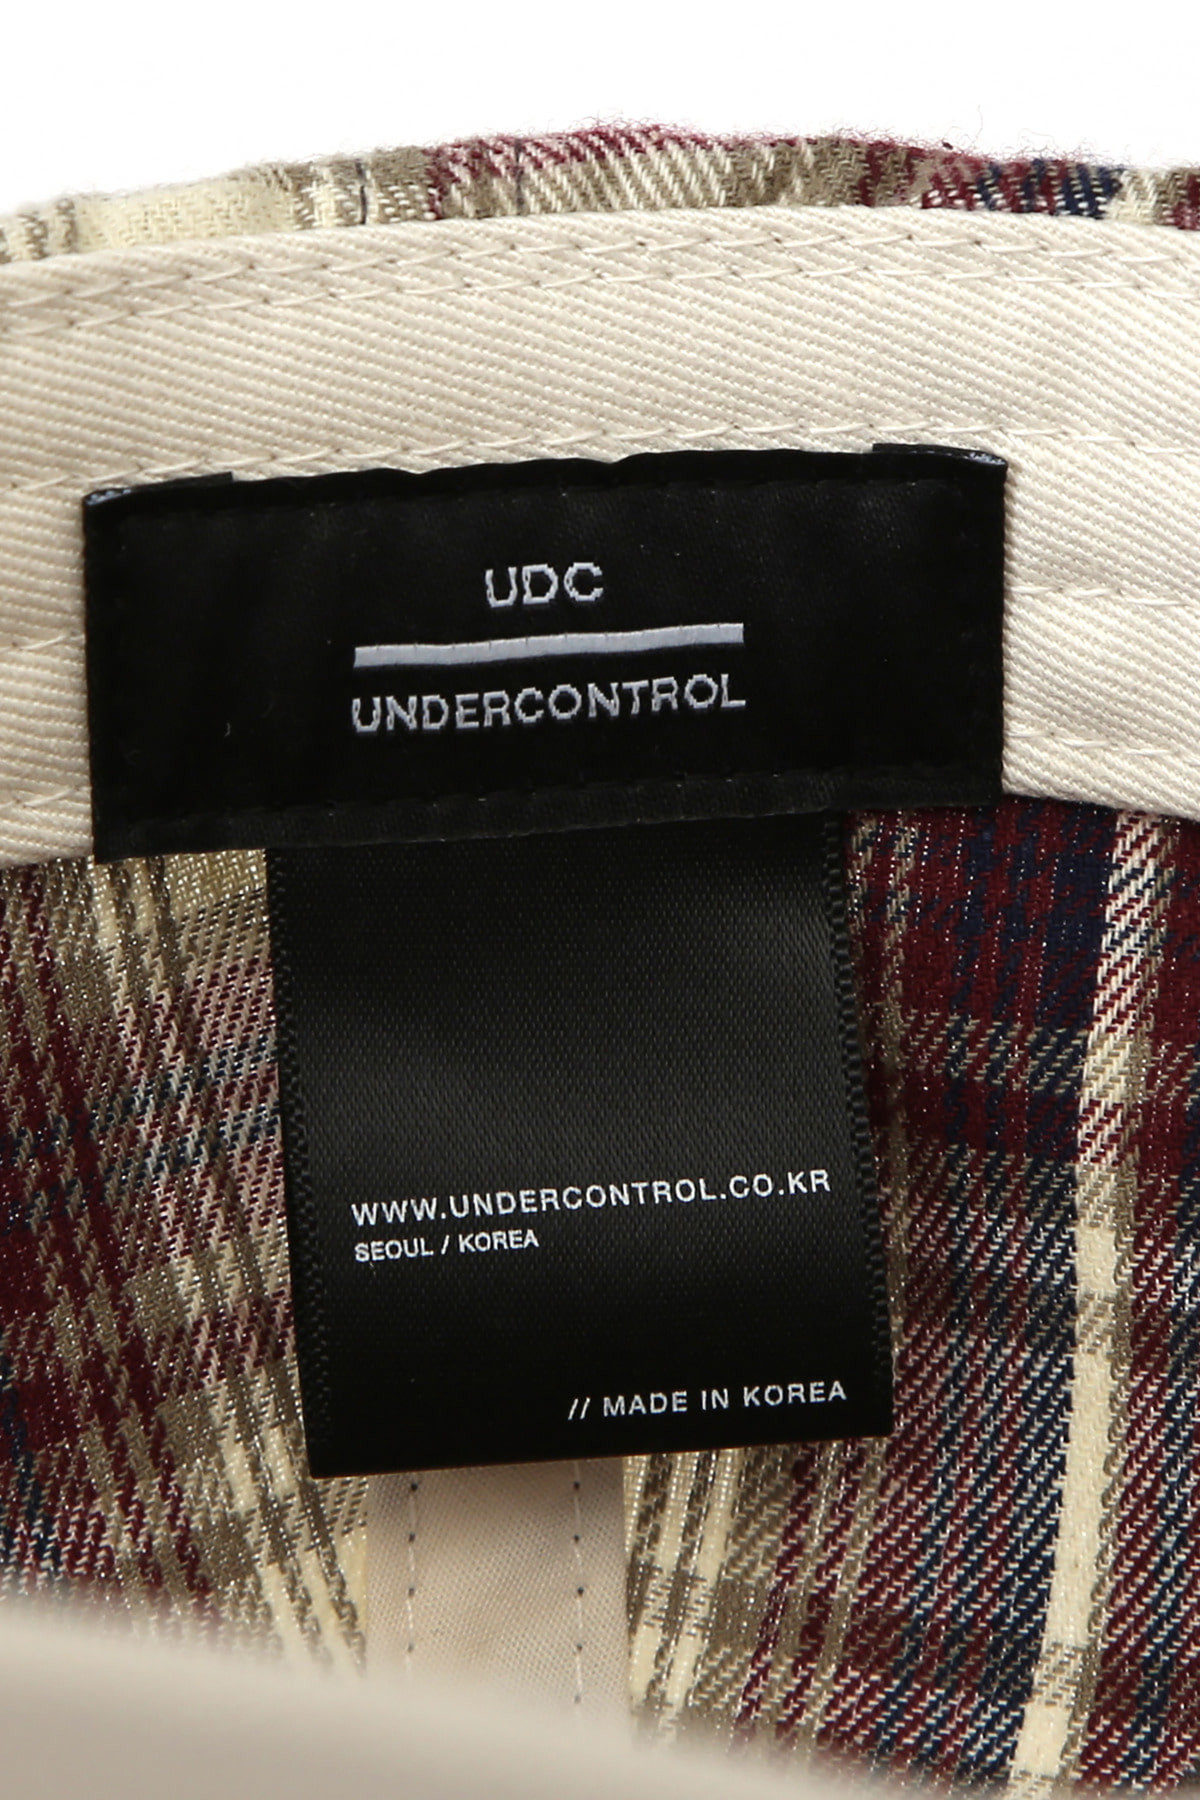 UDC
UNDERCONTROL
WWW.UNDERCONTROL.CO.KR
SEOUL / KOREA
// MADE IN KOREA